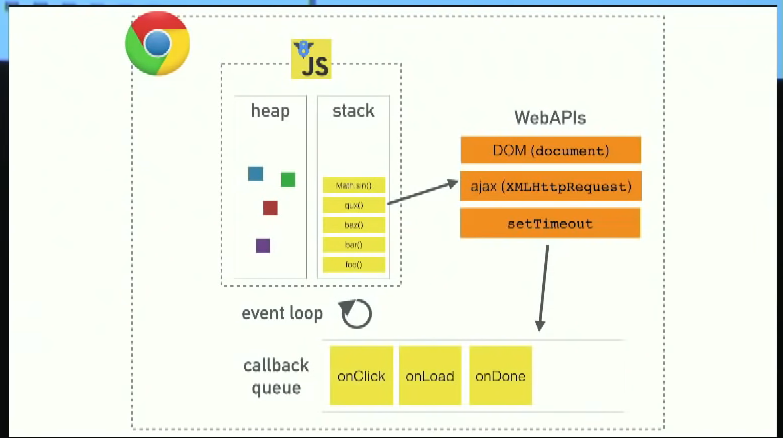 JS
heap
stack
WebAPIs
Math.sin()
qux()
baz()
bar()
foo()
DOM (document)
ajax (XMLHttpRequest)
setTimeout
event loop
callback
queue
onClick
onLoad
onDone